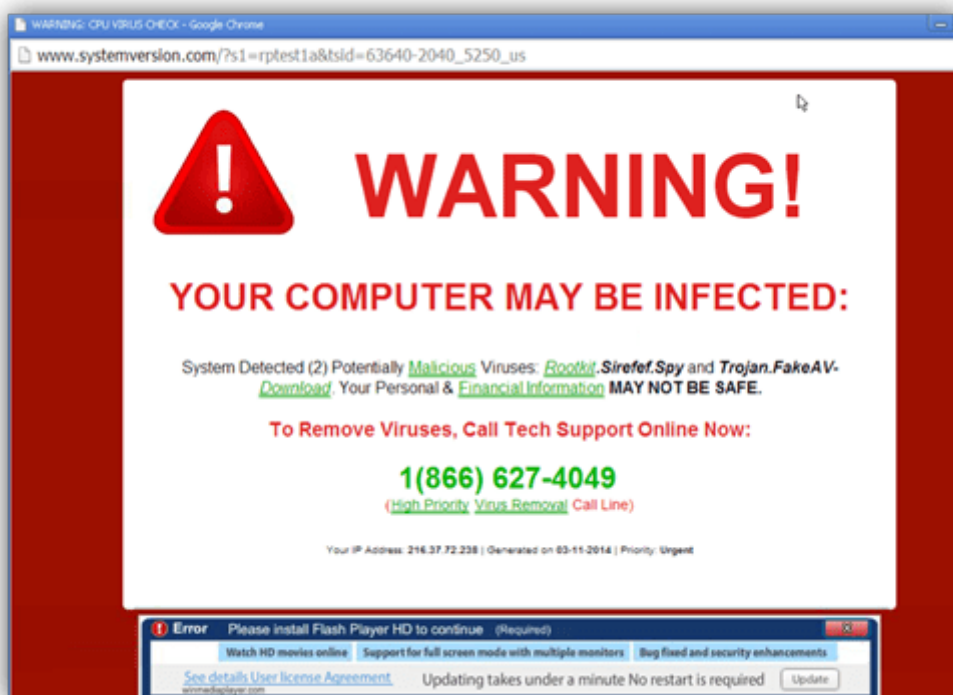 WARNING: CPU VIRUS CHECK - Google Chrome
www.systemversion.com/?s1=rptest1a&tsid=63640-2040_5250_us
WARNING!
YOUR COMPUTER MAY BE INFECTED:
System Detected (2) Potentially Malicious Viruses: Rootkit.Sirefef.Spy and Trojan.FakeAV-
Download. Your Personal & Financial Information MAY NOT BE SAFE.
To Remove Viruses, Call Tech Support Online Now:
1(866) 627-4049
(High Priority Virus Removal Call Line)
Your IP Address: 216.37.72.238 | Generated on 03-11-2014 | Priority: Urgent
Error Please install Flash Player HD to continue (Required)
Watch HD movies online Support for full screen mode with multiple monitors Bug fixed and security enhancements
See details User license Agreement Updating takes under a minute No restart is required Update
winmediaplayer.com